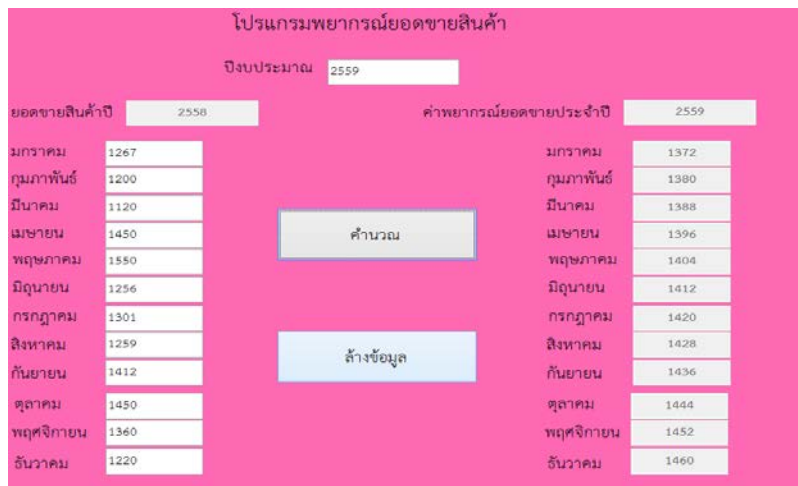 โปรแกรมพยากรณ์ยอดขายสินค้า
ปีงบประมาณ 2559
ยอดขายสินค้าปี 2558 ค่าพยากรณ์ยอดขายประจำปี 2559
มกราคม 1267 มกราคม 1372
กุมภาพันธ์ 1200 กุมภาพันธ์ 1380
มีนาคม 1120 มีนาคม 1388
เมษายน 1450 คำนวณ เมษายน 1396
พฤษภาคม 1550 พฤษภาคม 1404
มิถุนายน 1256 มิถุนายน 1412
กรกฎาคม 1301 กรกฎาคม 1420
สิงหาคม 1259 ล้างข้อมูล สิงหาคม 1428
กันยายน 1412 กันยายน 1436
ตุลาคม 1450 ตุลาคม 1444
พฤศจิกายน 1360 พฤศจิกายน 1452
ธันวาคม 1220 ธันวาคม 1460